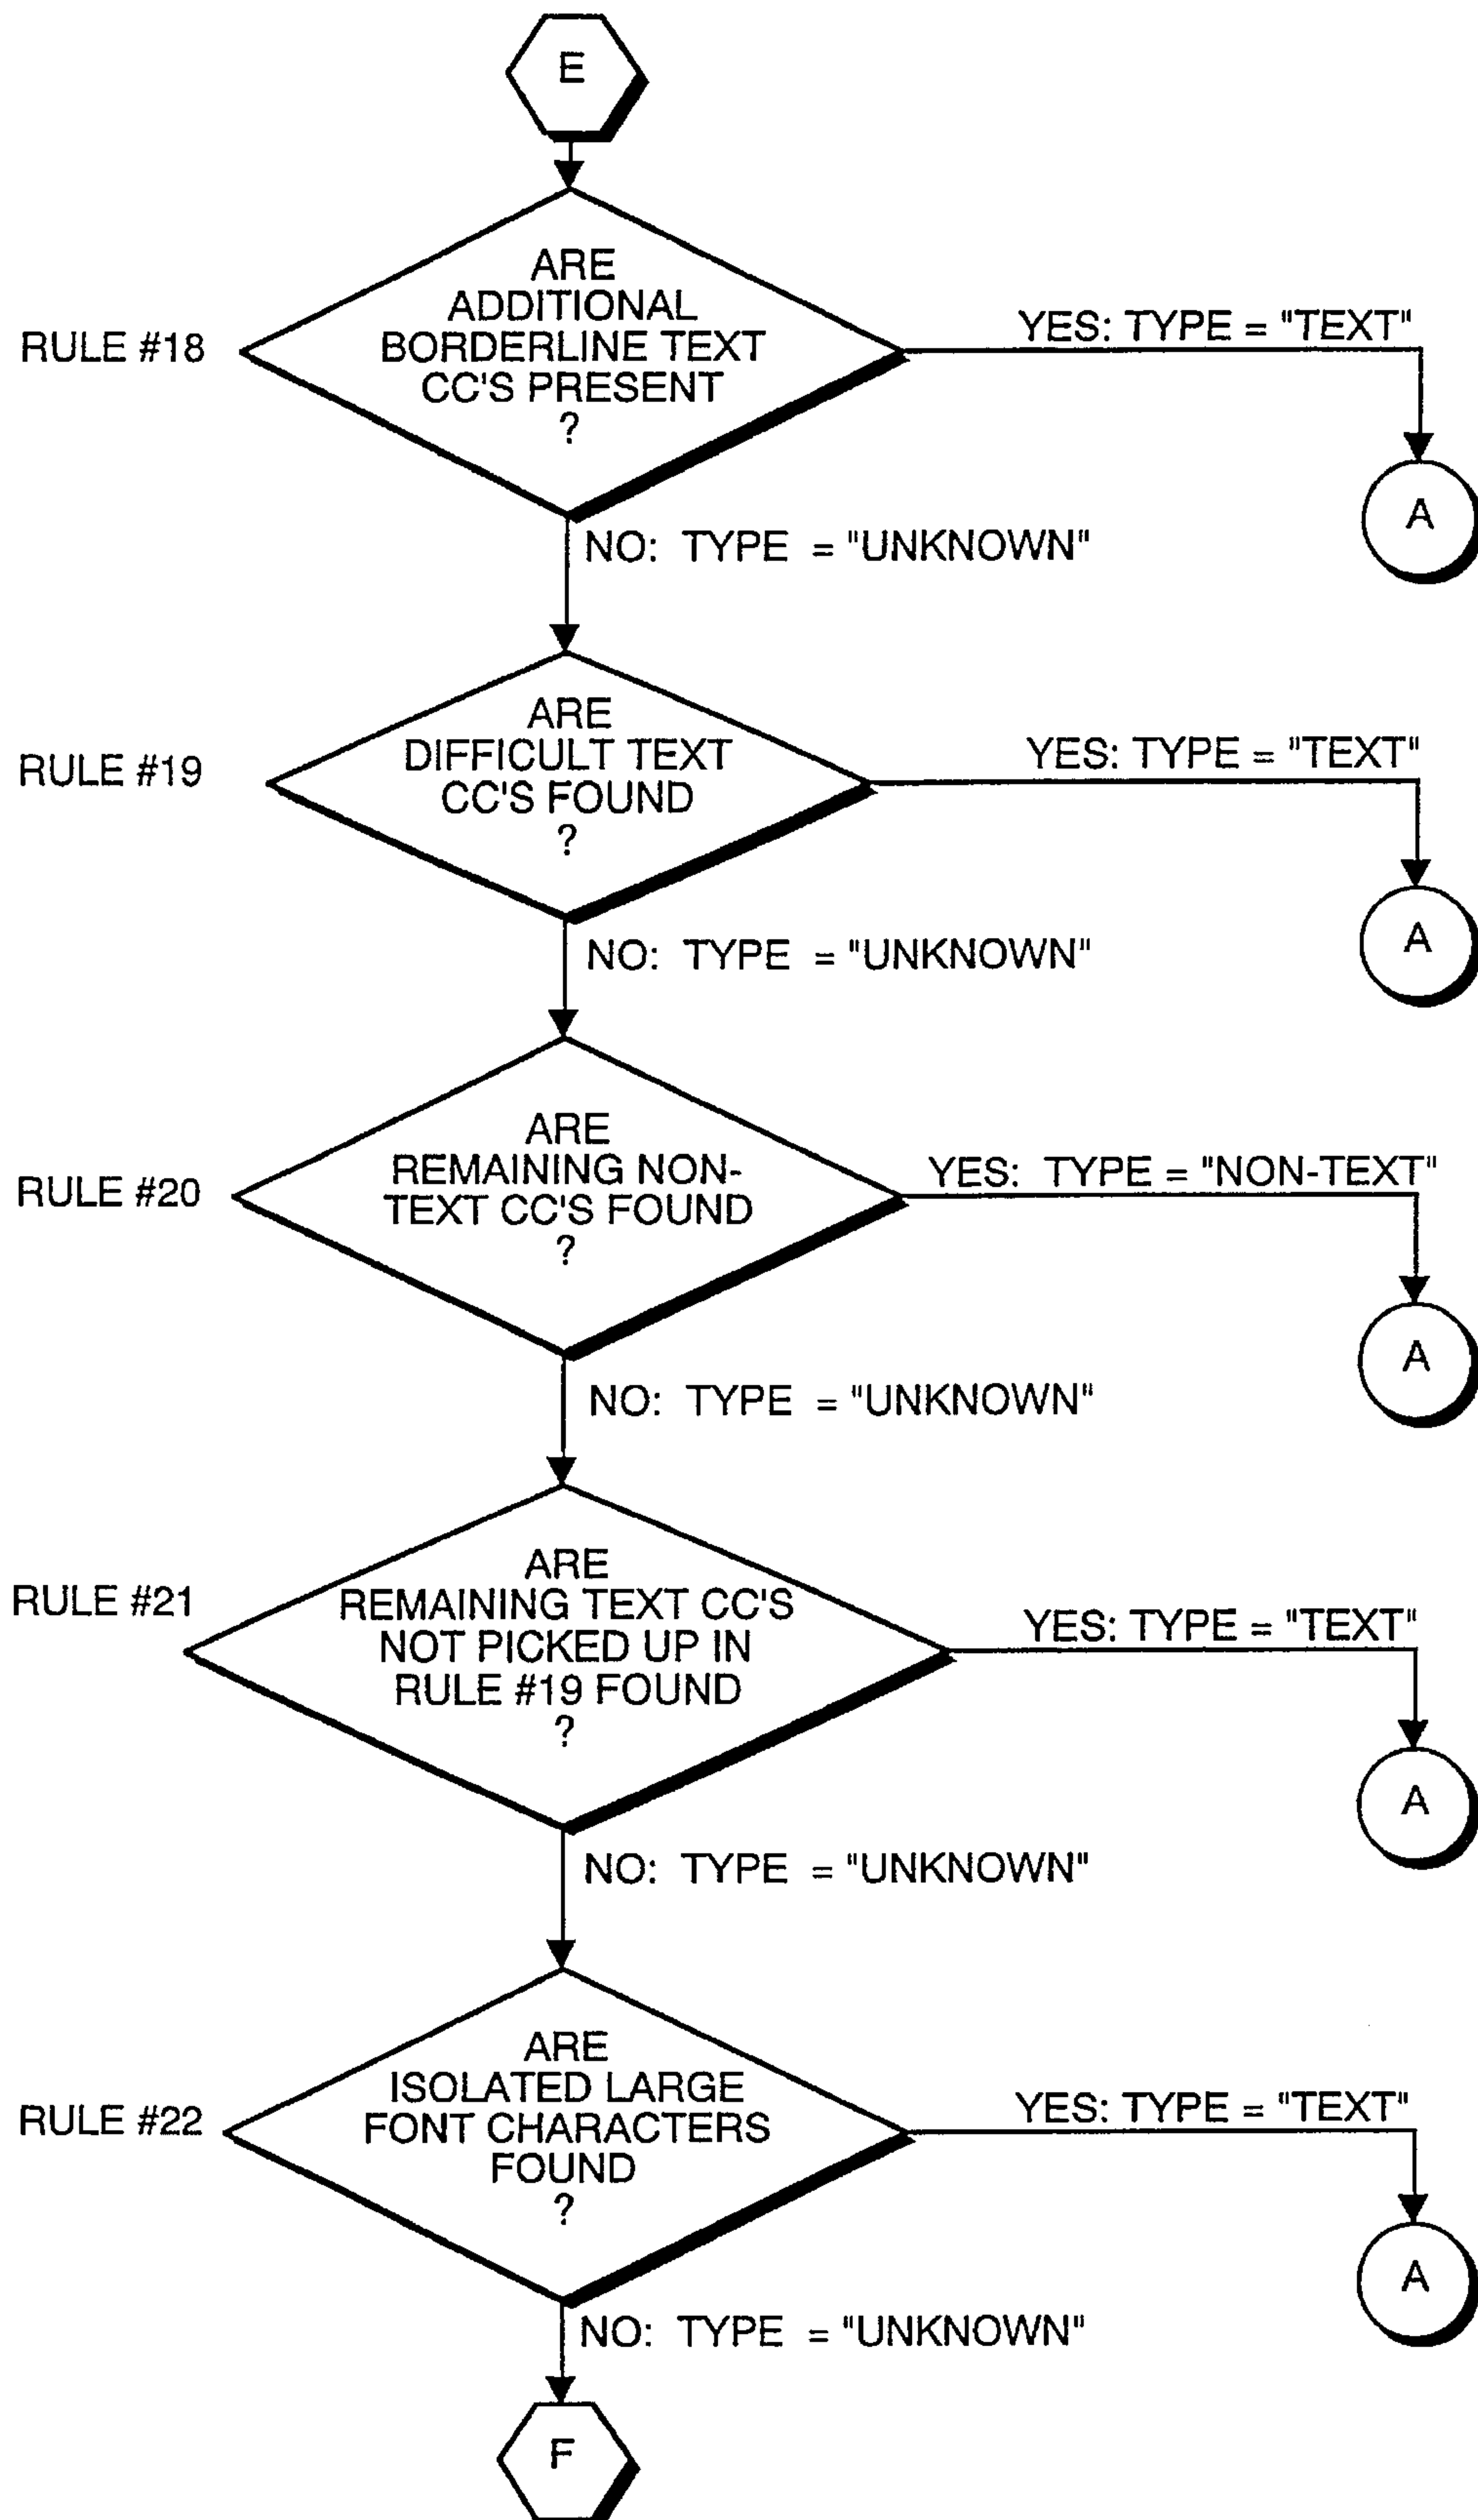 E
ARE
ADDITIONAL
BORDERLINE TEXT
CC'S PRESENT
?
RULE #18
YES: TYPE = "TEXT"
A
NO: TYPE = "UNKNOWN"
ARE
DIFFICULT TEXT
CC'S FOUND
?
RULE #19
YES: TYPE = "TEXT"
A
NO: TYPE = "UNKNOWN"
ARE
REMAINING NON-
TEXT CC'S FOUND
?
RULE #20
YES: TYPE = "NON-TEXT"
A
NO: TYPE = "UNKNOWN"
ARE
REMAINING TEXT CC'S
NOT PICKED UP IN
RULE #19 FOUND
?
RULE #21
YES: TYPE = "TEXT"
A
NO: TYPE = "UNKNOWN"
ARE
ISOLATED LARGE
FONT CHARACTERS
FOUND
?
RULE #22
YES: TYPE = "TEXT"
A
NO: TYPE = "UNKNOWN"
F